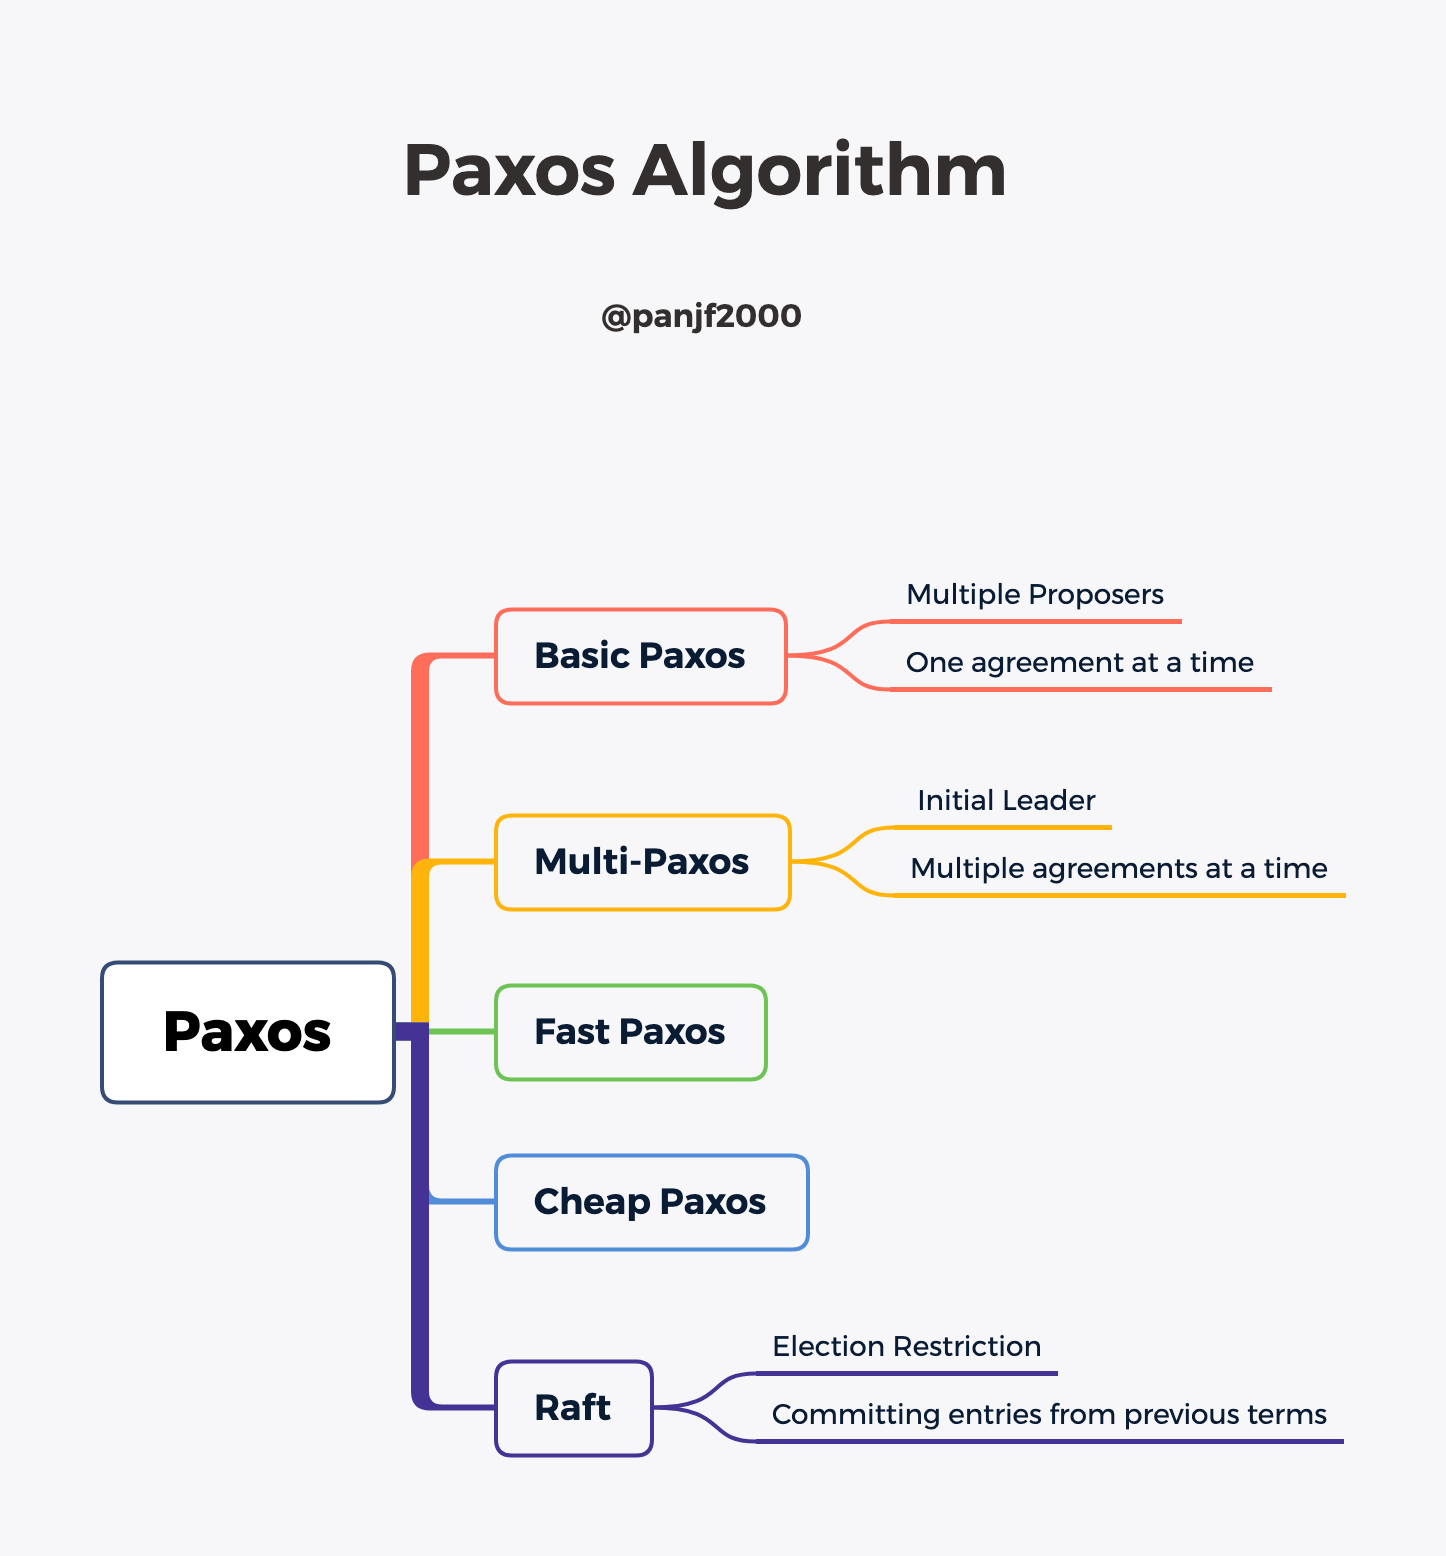 Paxos Algorithm
@panjf2000
Paxos
Basic Paxos
Multiple Proposers
One agreement at a time
Multi-Paxos
Initial Leader
Multiple agreements at a time
Fast Paxos
Cheap Paxos
Raft
Election Restriction
Committing entries from previous terms